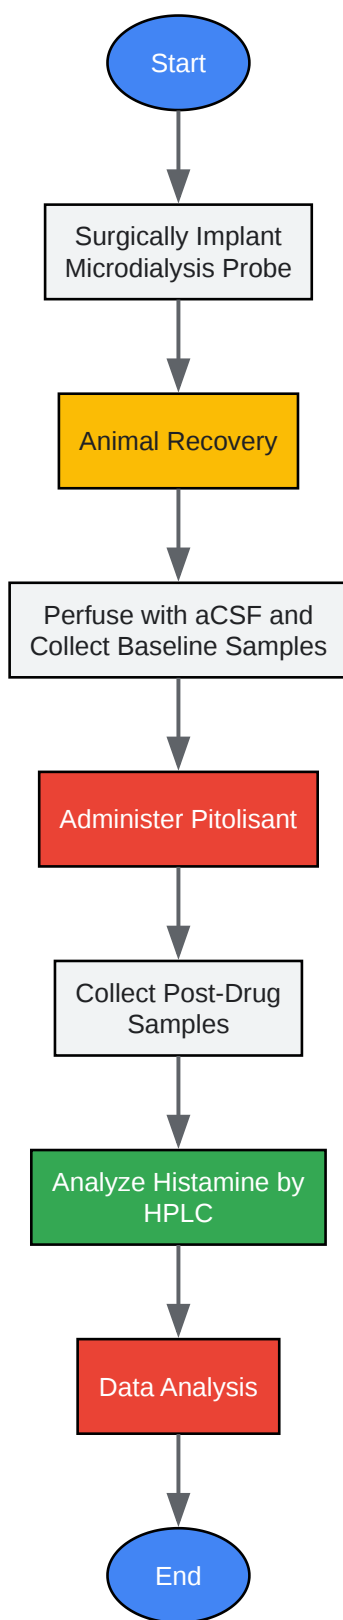 Start
Surgically Implant
Microdialysis Probe
Animal Recovery
Perfuse with aCSF and
Collect Baseline Samples
Administer Pitolisant
Collect Post-Drug
Samples
Analyze Histamine by
HPLC
Data Analysis
End